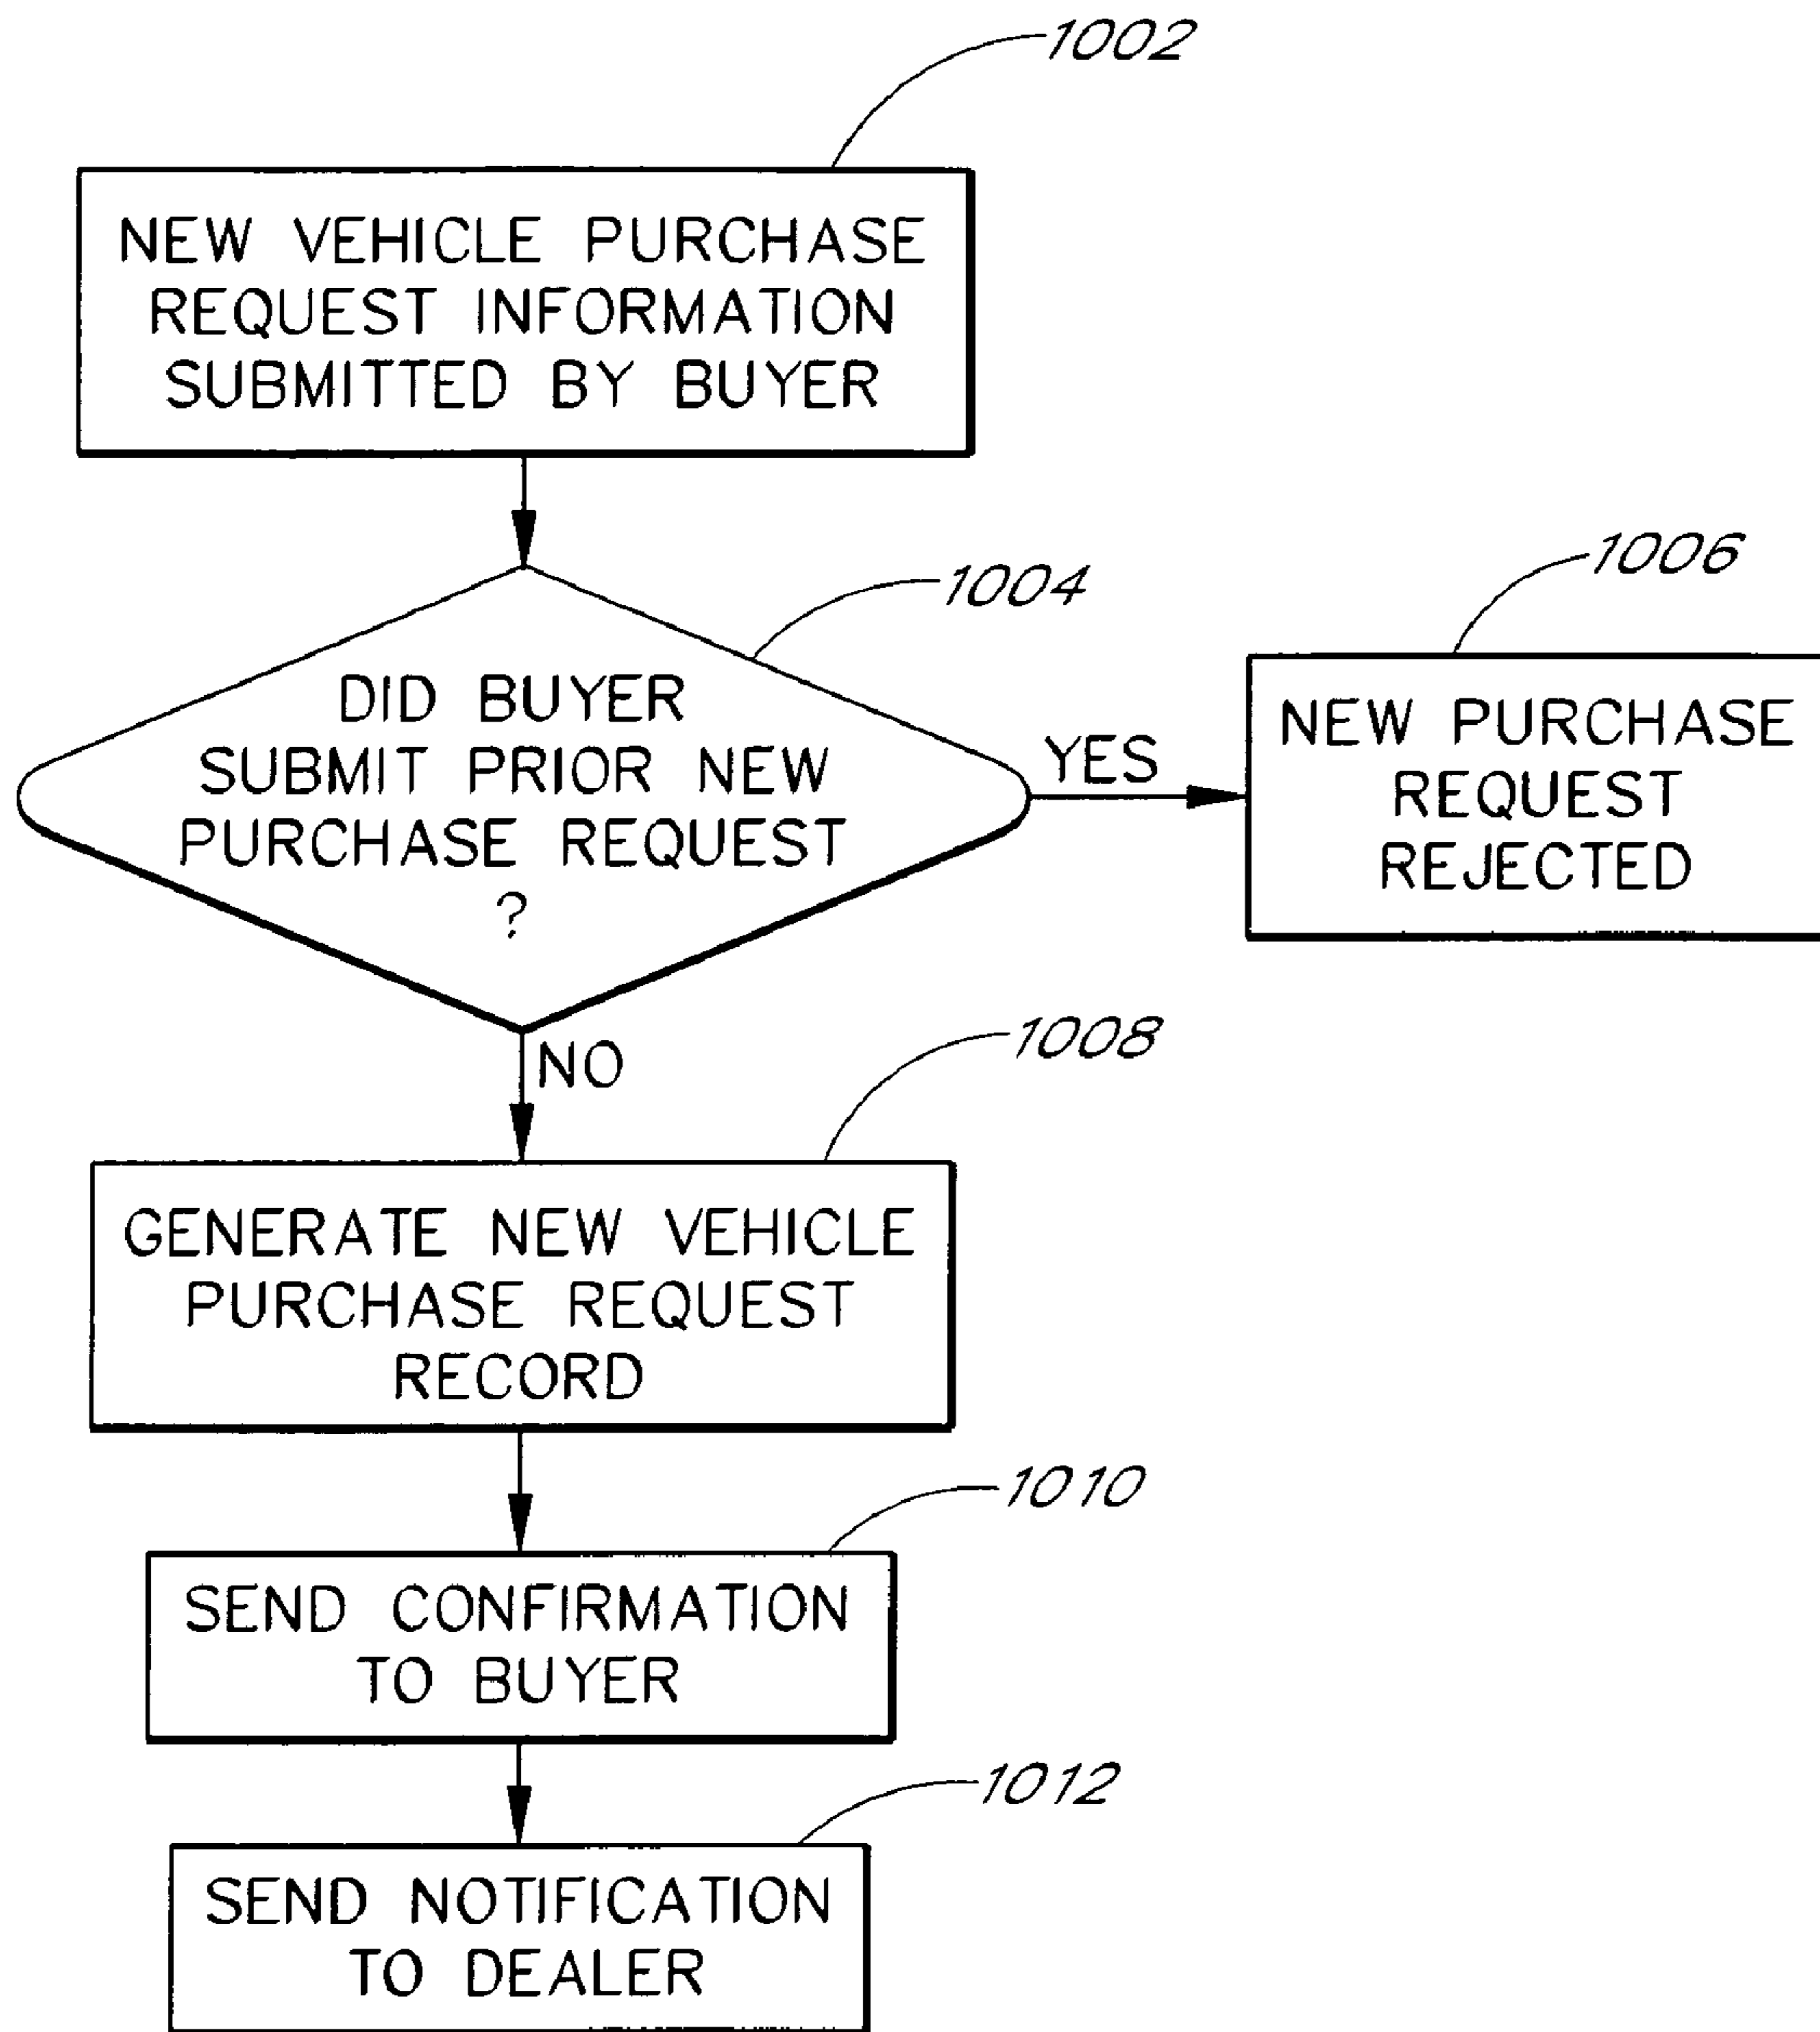 1002
NEW VEHICLE PURCHASE
REQUEST INFORMATION
SUBMITTED BY BUYER
1004
DID BUYER
SUBMIT PRIOR NEW
PURCHASE REQUEST
?
YES
1006
NEW PURCHASE
REQUEST
REJECTED
NO
1008
GENERATE NEW VEHICLE
PURCHASE REQUEST
RECORD
1010
SEND CONFIRMATION
TO BUYER
1012
SEND NOTIFICATION
TO DEALER